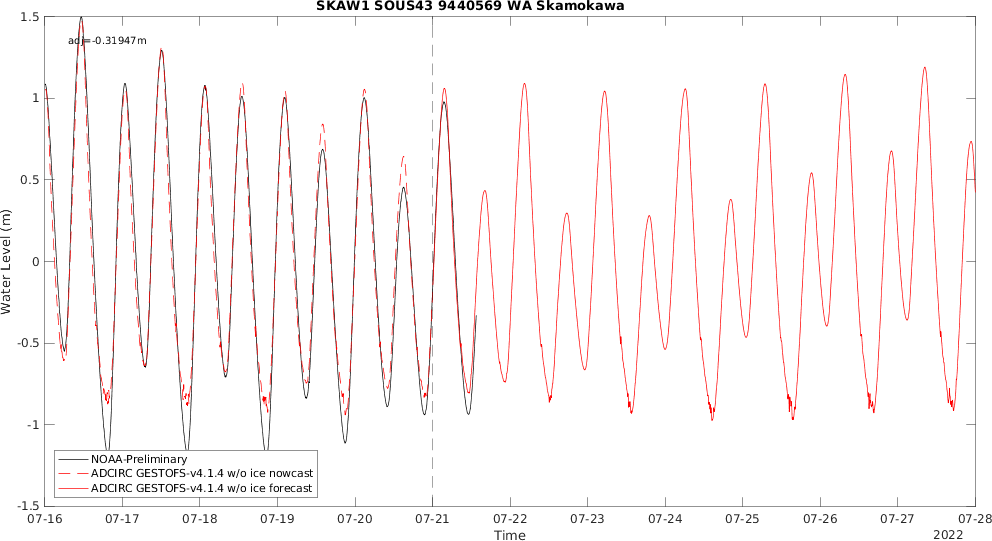 SKAW1 SOUS43 9440569 WA Skamokawa
adj=-0.31947m
1.5
1
0.5
0
-0.5
-1
-1.5
Water Level (m)
NOAA-Preliminary
ADCIRC GESTOFS-v4.1.4 w/o ice nowcast
ADCIRC GESTOFS-v4.1.4 w/o ice forecast
07-16 07-17 07-18 07-19 07-20 07-21 07-22 07-23 07-24 07-25 07-26 07-27 07-28
Time
2022